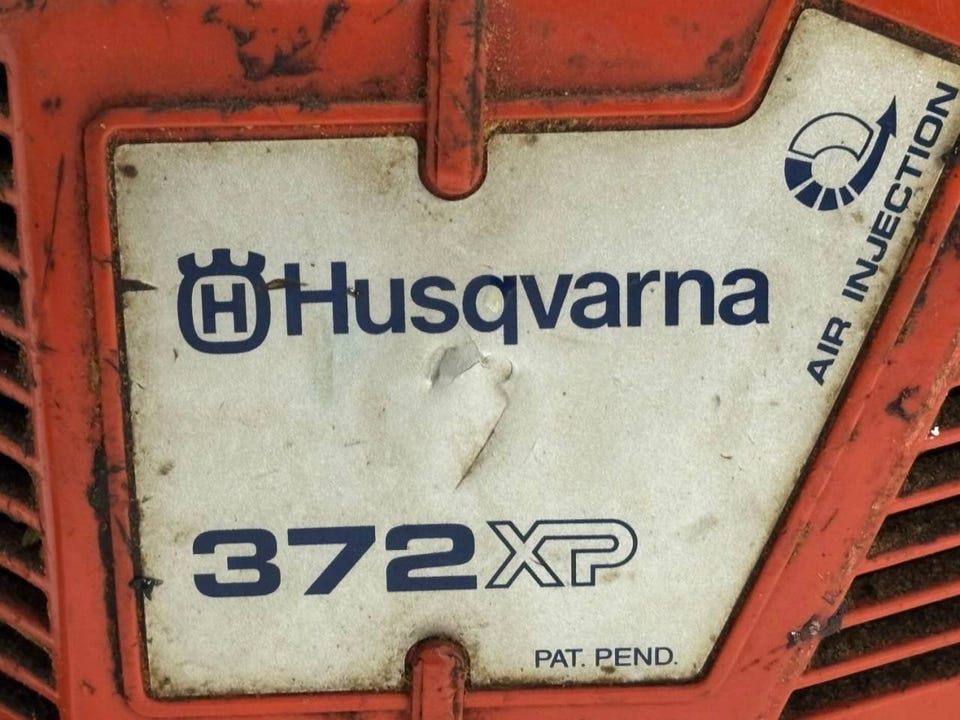 H Husqvarna
AIR INJECTION
372XP
PAT. PEND.